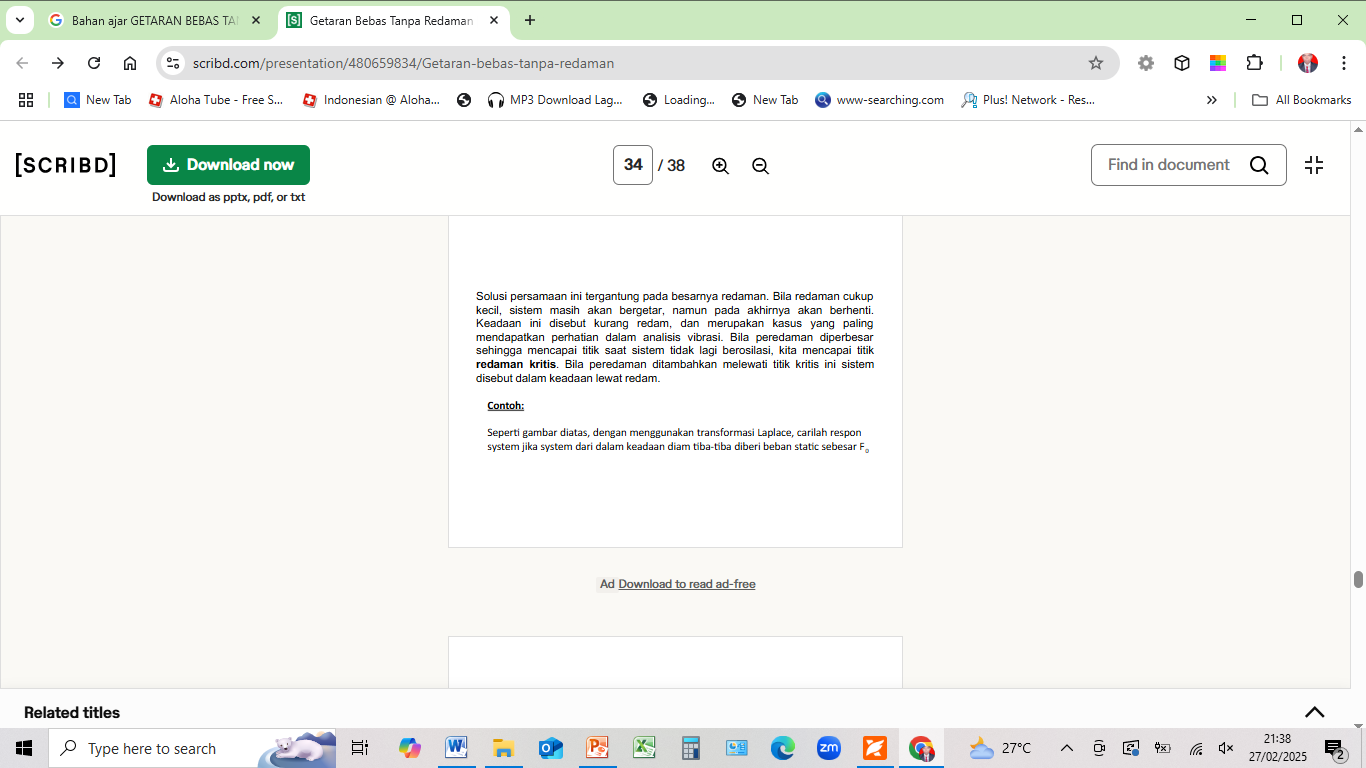 Bahan ajar GETARAN BEBAS TA
Getaran Bebas Tanpa Redaman
scribd.com/presentation/480659834/Getaran-bebas-tanpa-redaman
New Tab
Aloha Tube - Free S...
Indonesian @ Aloha...
MP3 Download Lag...
Loading...
New Tab
www-searching.com
Plus! Network - Res...
All Bookmarks
[SCRIBD]
Download now
Download as pptx, pdf, or txt
34 / 38
Find in document
Solusi persamaan ini tergantung pada besarnya redaman. Bila redaman cukup
kecil, sistem masih akan bergetar, namun pada akhirnya akan berhenti.
Keadaan ini disebut kurang redam, dan merupakan kasus yang paling
mendapatkan perhatian dalam analisis vibrasi. Bila peredaman diperbesar
sehingga mencapai titik saat sistem tidak lagi berosilasi, kita mencapai titik
redaman kritis. Bila peredaman ditambahkan melewati titik kritis ini sistem
disebut dalam keadaan lewat redam.
Contoh:
Seperti gambar diatas, dengan menggunakan transformasi Laplace, carilah respon
system jika system dari dalam keadaan diam tiba-tiba diberi beban static sebesar F₀
Ad Download to read ad-free
Related titles
Type here to search
zm
27°C
21:38
27/02/2025
2